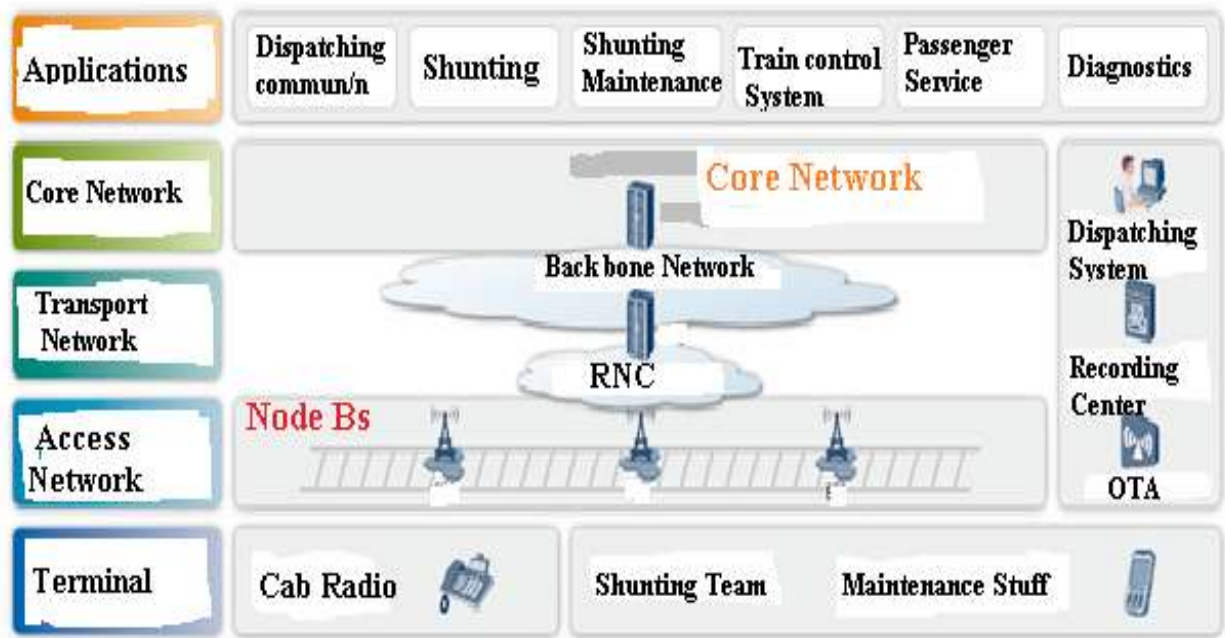 Applications
Dispatching
commun/n
Shunting
Shunting
Maintenance
Train control
System
Passenger
Service
Diagnostics
Core Network
Core Network
Dispatching
System
Back bone Network
Transport
Network
RNC
Recording
Center
Access
Network
Node Bs
OTA
Terminal
Cab Radio
Shunting Team
Maintenance Stuff